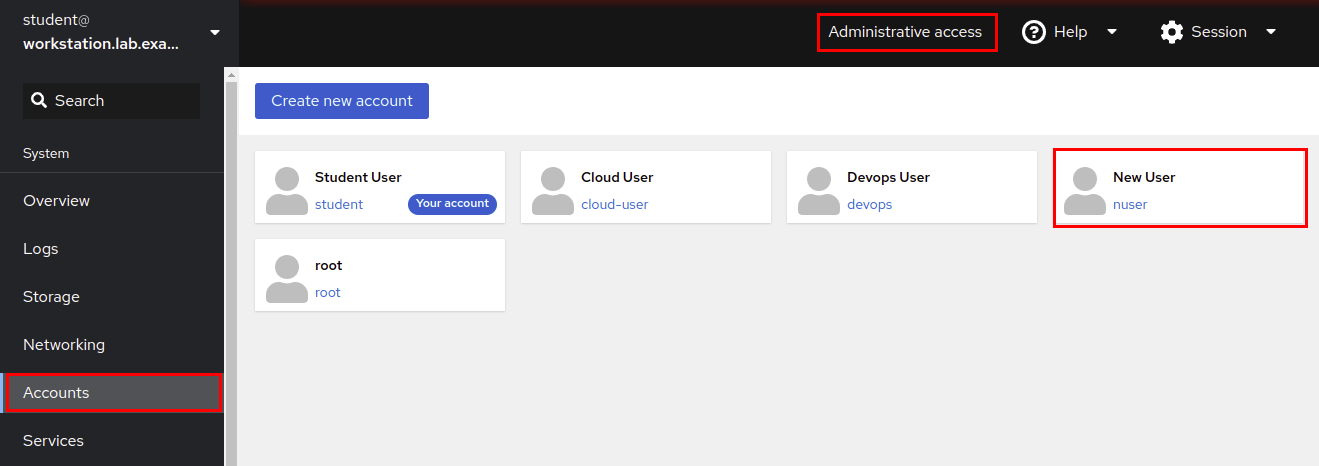 student@
workstation.lab.exa...
Administrative access
Help
Session
Search
System
Overview
Logs
Storage
Networking
Accounts
Services
Create new account
Student User
student
Your account
Cloud User
cloud-user
Devops User
devops
New User
nuser
root
root